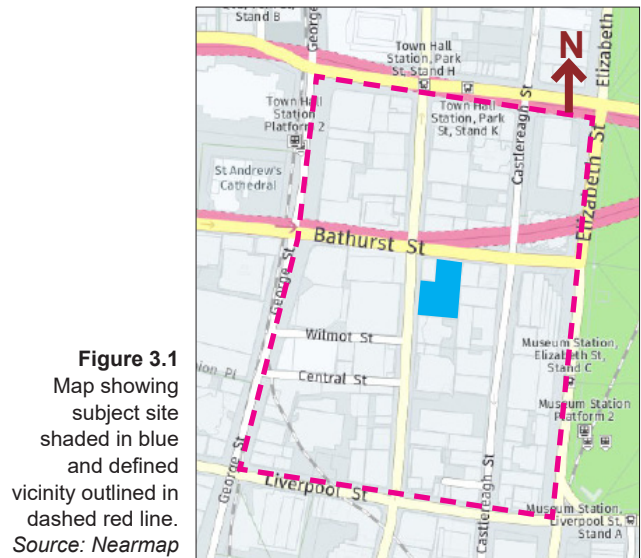 Stand B
George
Elizabeth
N
Town Hall
Station, Park
St, Stand H
Town Hall
Station
Platform 2
Town Hall
Station, Park
St, Stand K
Castlereagh St
Elizabeth St
St Andrew's
Cathedral
Bathurst St
George St
Wilmot St
Central St
Museum Station,
Elizabeth St,
Stand C
Museum Station
Platform 2
George St
Liverpool St
Castlereagh St
Museum Station,
Liverpool St,
Stand A
Figure 3.1
Map showing
subject site
shaded in blue
and defined
vicinity outlined in
dashed red line.
Source: Nearmap